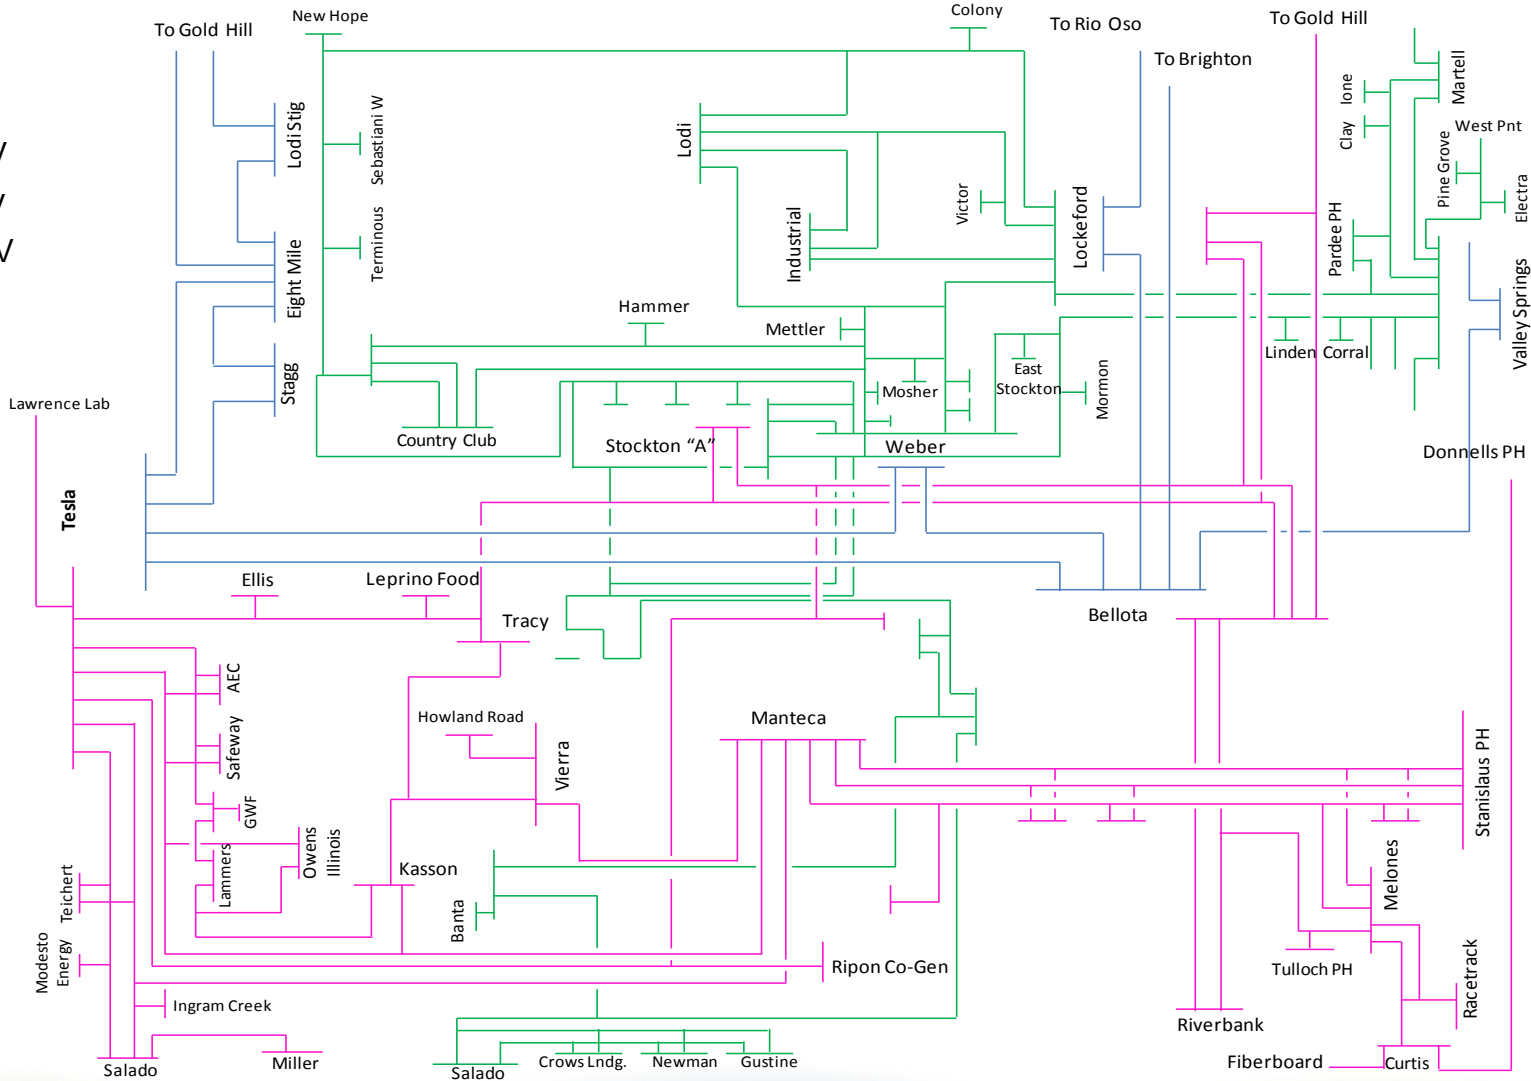 To Gold Hill
New Hope
Colony
To Rio Oso
To Gold Hill
To Brighton
V
V
V
Lodi Stig
Sebastiani W
Lodi
Victor
Lockeford
Ione
Clay
Martell
West Pnt
Pine Grove
Electra
Pardee PH
Terminous
Industrial
Eight Mile
Hammer
Mettler
Valley Springs
Linden
Corral
Stagg
East
Stockton
Mosher
Mormon
Lawrence Lab
Country Club
Stockton “A”
Weber
Donnells PH
Tesla
Ellis
Leprino Food
Tracy
Bellota
AEC
Howland Road
Manteca
Safeway
Vierra
Stanislaus PH
GWF
Owens
Illinois
Lammers
Kasson
Melones
Teichert
Banta
Modesto
Energy
Ripon Co-Gen
Tulloch PH
Racetrack
Ingram Creek
Riverbank
Salado
Miller
Salado
Crows Lndg.
Newman
Gustine
Fiberboard
Curtis